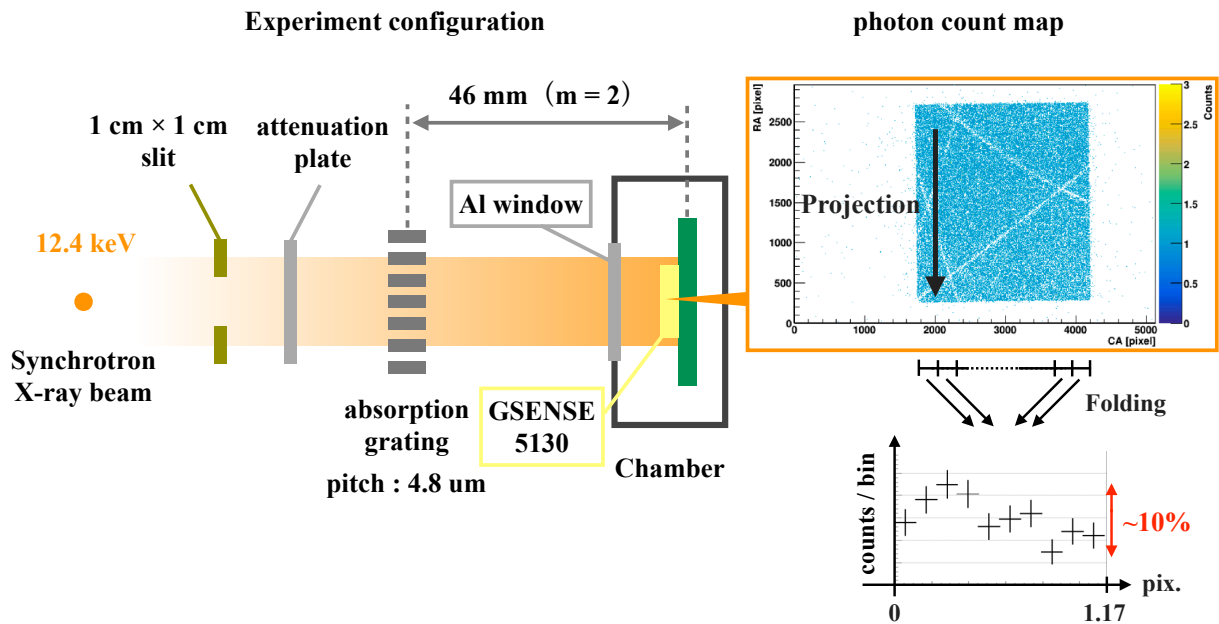 Experiment configuration
photon count map
46 mm (m = 2)
1 cm × 1 cm
slit
attenuation
plate
Al window
12.4 keV
Synchrotron
X-ray beam
absorption
grating
pitch : 4.8 um
GSENSE
5130
Chamber
RA [pixel]
2500
2000
1500
1000
500
0
0
1000
2000
3000
4000
5000
CA [pixel]
Counts
3
2.5
2
1.5
1
0.5
0
Projection
Folding
counts / bin
~10%
pix.
0
1.17